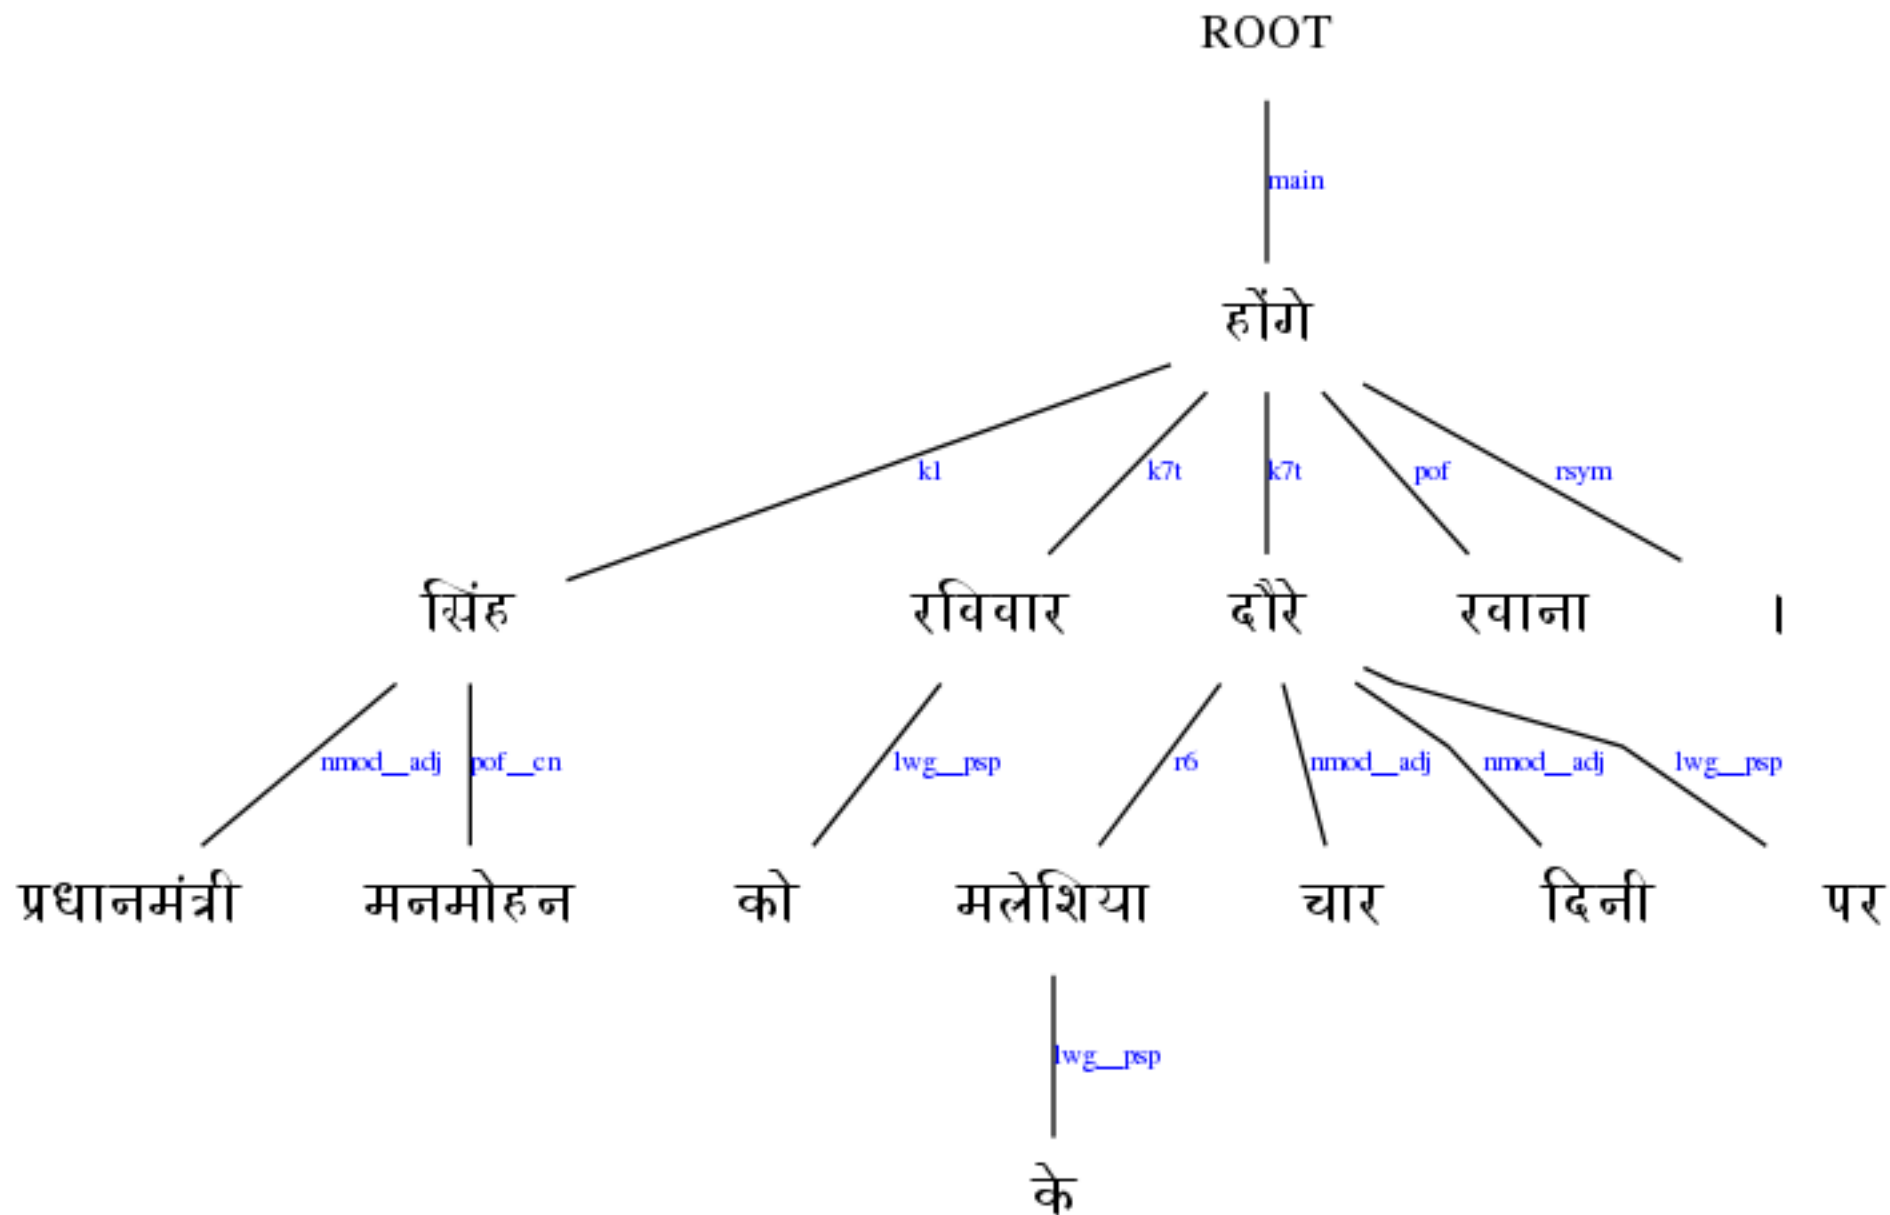 ROOT
main
होंगे
k1 k7t k7t pof rsym
सिंह रविवार दौरे रवाना ।
nmod__adj pof__cn lwg__psp r6 nmod__adj nmod__adj lwg__psp
प्रधानमंत्री मनमोहन को मलेशिया चार दिनी पर
lwg__psp
के